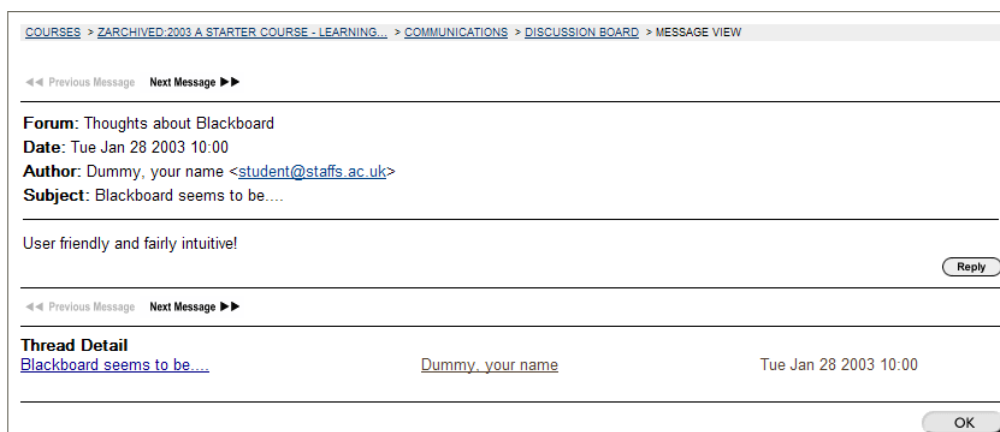 COURSES > ZARCHIVED:2003 A STARTER COURSE - LEARNING... > COMMUNICATIONS > DISCUSSION BOARD > MESSAGE VIEW
Previous Message Next Message
Forum: Thoughts about Blackboard
Date: Tue Jan 28 2003 10:00
Author: Dummy, your name <student@staffs.ac.uk>
Subject: Blackboard seems to be....
User friendly and fairly intuitive!
Reply
Previous Message Next Message
Thread Detail
Blackboard seems to be.... Dummy, your name Tue Jan 28 2003 10:00
OK